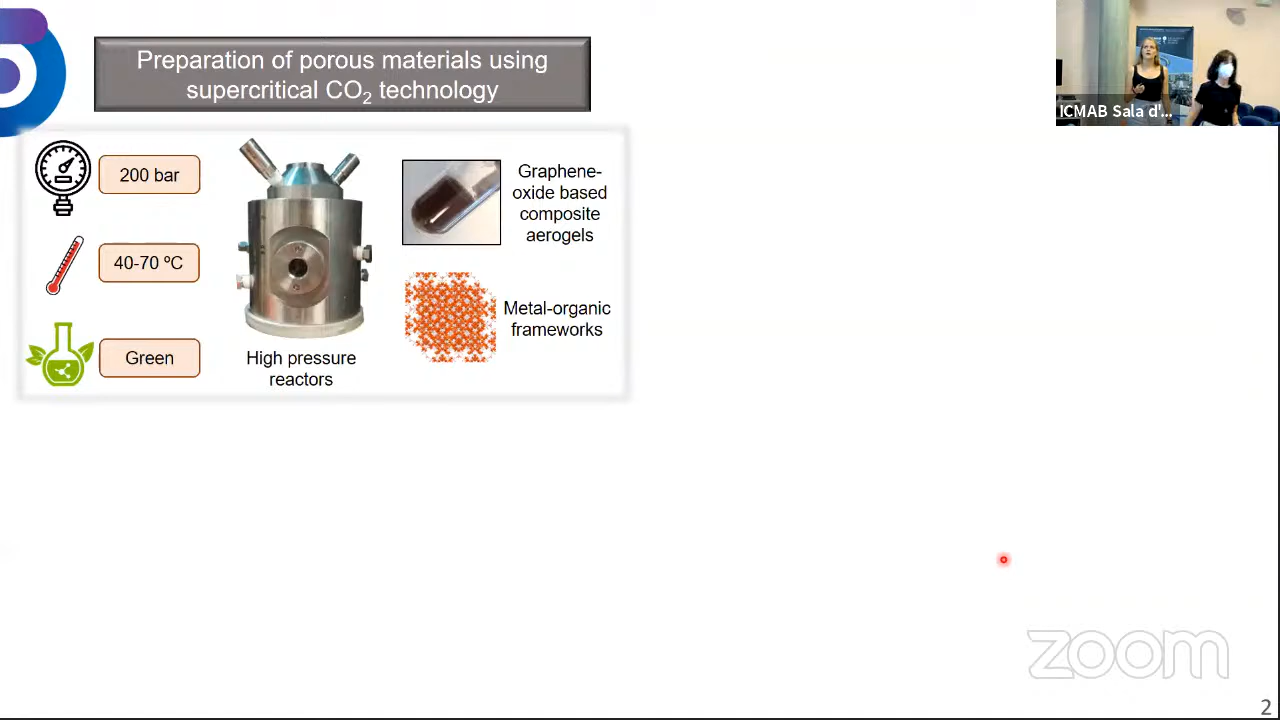 Preparation of porous materials using
supercritical CO₂ technology
200 bar
40-70 ºC
Green
High pressure
reactors
Graphene-
oxide based
composite
aerogels
Metal-organic
frameworks
ICMAB Sala d'...
zoom
2